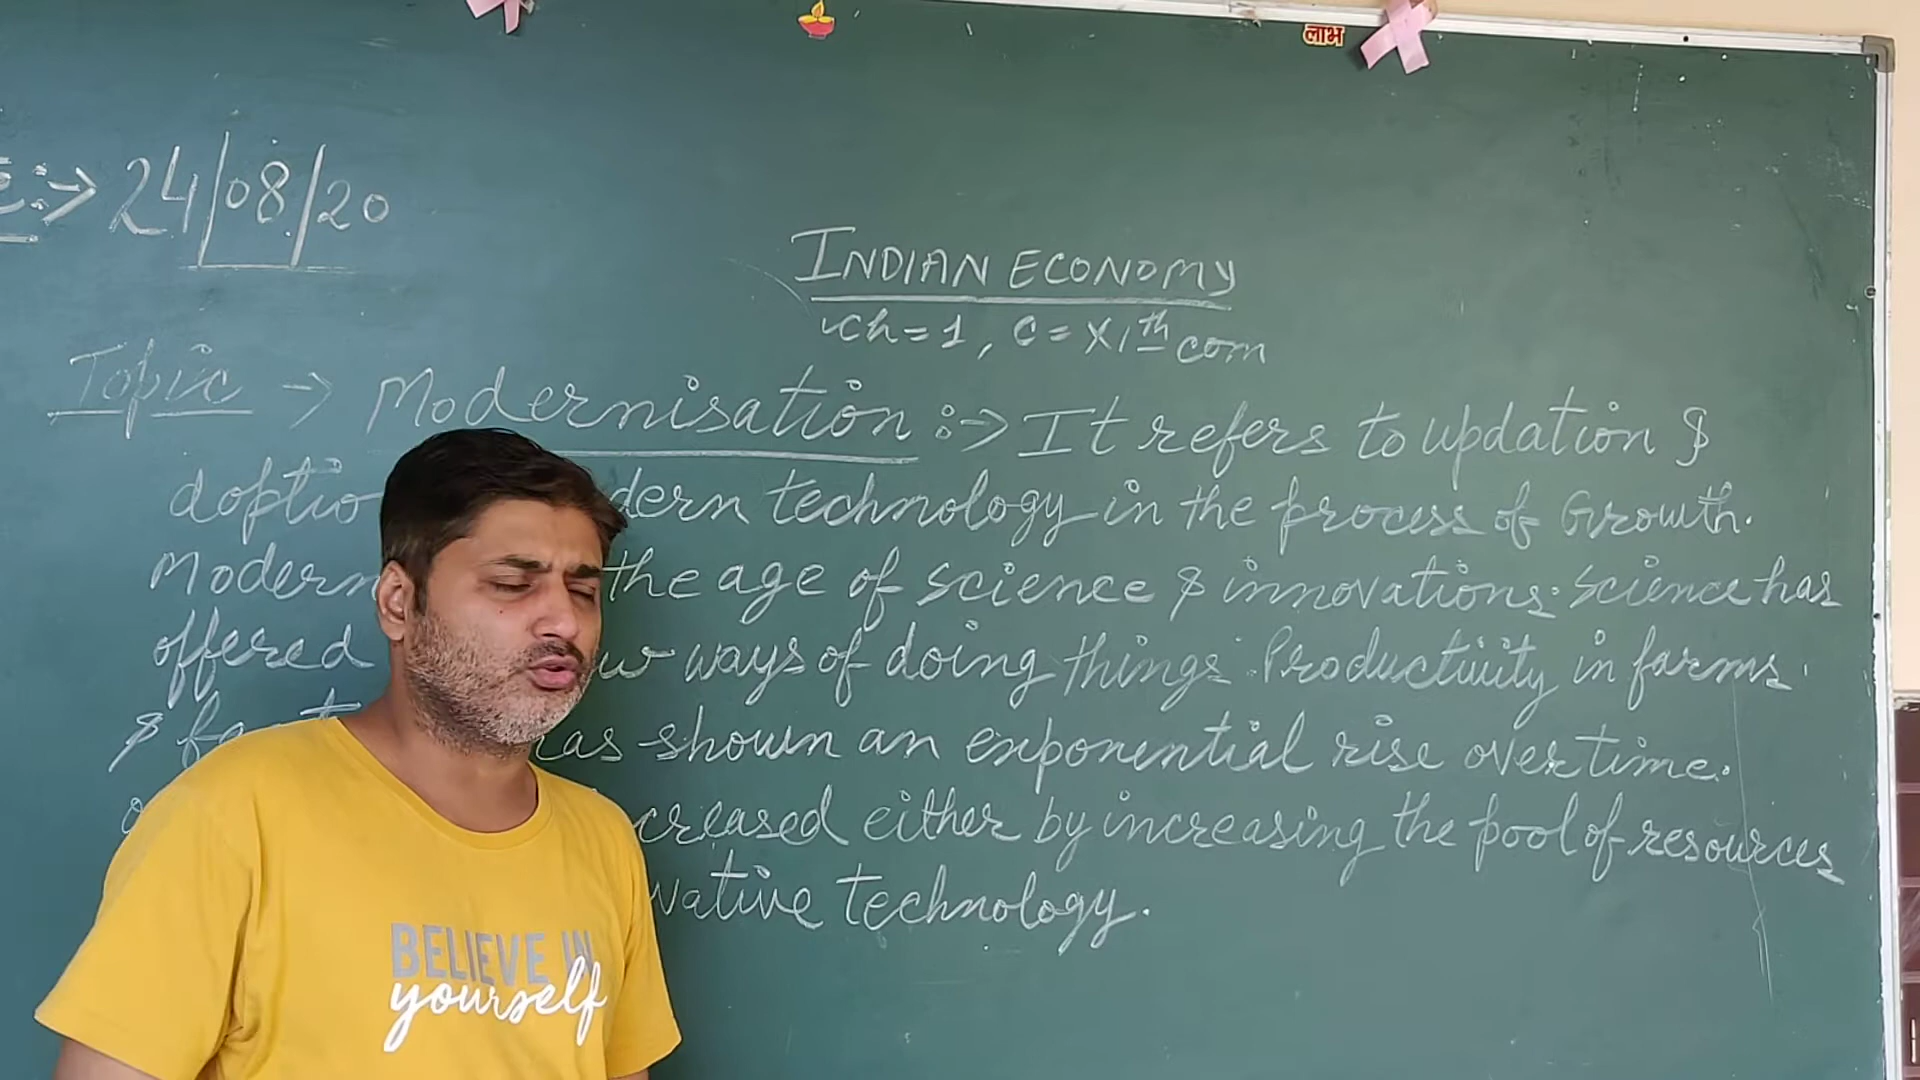 :-> 24/08/20
लाभ
INDIAN ECONOMY
Ch=1, C= XIth com
Topic -> Modernisation :-> It refers to updation &
doptio dern technology in the process of Growth.
Modern the age of science & innovations. Science has
offered w ways of doing things. Productivity in farms
& has shown an exponential rise over time.
creased either by increasing the pool of resources
vative technology.
BELIEVE IN
yourself